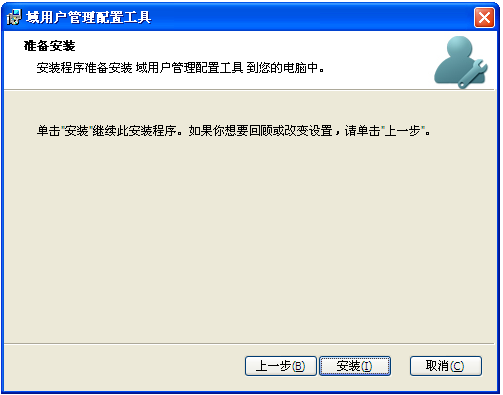 域用户管理配置工具
准备安装
安装程序准备安装 域用户管理配置工具 到您的电脑中。
单击"安装"继续此安装程序。如果你想要回顾或改变设置，请单击"上一步"。
上一步(B) 安装(I) 取消(C)